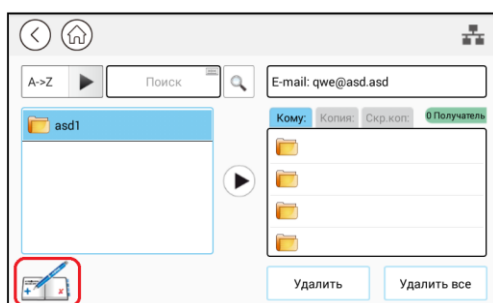 A->Z
Поиск
E-mail: qwe@asd.asd
Кому: Копия: Скр.коп: 0 Получатель
asd1
Удалить Удалить все